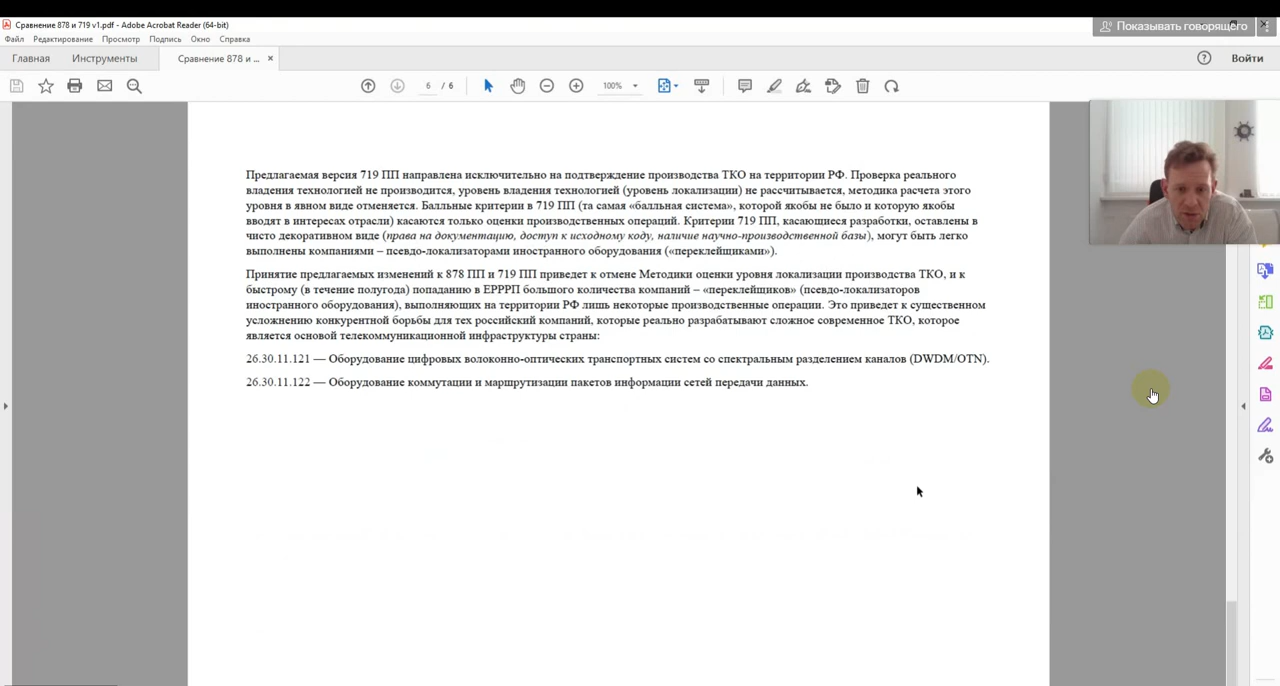 Сравнение 878 и 719 v1.pdf - Adobe Acrobat Reader (64-bit)
Показывать говорящего
Файл Редактирование Просмотр Подпись Окно Справка
Главная Инструменты Сравнение 878 и ... × ? Войти
6 / 6 100%
Предлагаемая версия 719 ПП направлена исключительно на подтверждение производства ТКО на территории РФ. Проверка реального
владения технологией не производится, уровень владения технологией (уровень локализации) не рассчитывается, методика расчета этого
уровня в явном виде отменяется. Балльные критерии в 719 ПП (та самая «балльная система», которой якобы не было и которую якобы
вводят в интересах отрасли) касаются только оценки производственных операций. Критерии 719 ПП, касающиеся разработки, оставлены в
чисто декоративном виде (права на документацию, доступ к исходному коду, наличие научно-производственной базы), могут быть легко
выполнены компаниями – псевдо-локализаторами иностранного оборудования («переклейщиками»).
Принятие предлагаемых изменений к 878 ПП и 719 ПП приведет к отмене Методики оценки уровня локализации производства ТКО, и к
быстрому (в течение полугода) попаданию в ЕРРРП большого количества компаний – «переклейщиков» (псевдо-локализаторов
иностранного оборудования), выполняющих на территории РФ лишь некоторые производственные операции. Это приведет к существенном
усложнению конкурентной борьбы для тех российский компаний, которые реально разрабатывают сложное современное ТКО, которое
является основой телекоммуникационной инфраструктуры страны:
26.30.11.121 — Оборудование цифровых волоконно-оптических транспортных систем со спектральным разделением каналов (DWDM/OTN).
26.30.11.122 — Оборудование коммутации и маршрутизации пакетов информации сетей передачи данных.